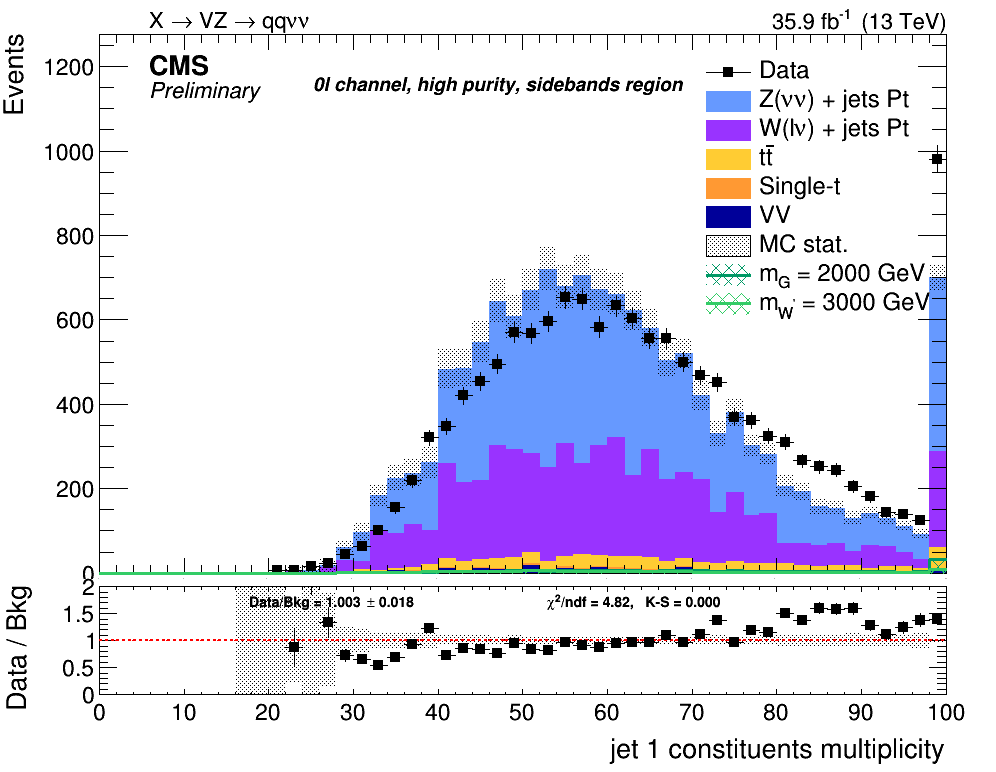 X → VZ → qqνν
35.9 fb⁻¹ (13 TeV)
Events
CMS
Preliminary
0l channel, high purity, sidebands region
Data
Z(νν) + jets Pt
W(lν) + jets Pt
tt̄
Single-t
VV
MC stat.
m_G = 2000 GeV
m_W' = 3000 GeV
1200
1000
800
600
400
200
0
Data / Bkg
2
1.5
1
0.5
0
Data/Bkg = 1.003 ± 0.018
χ²/ndf = 4.82, K-S = 0.000
0 10 20 30 40 50 60 70 80 90 100
jet 1 constituents multiplicity